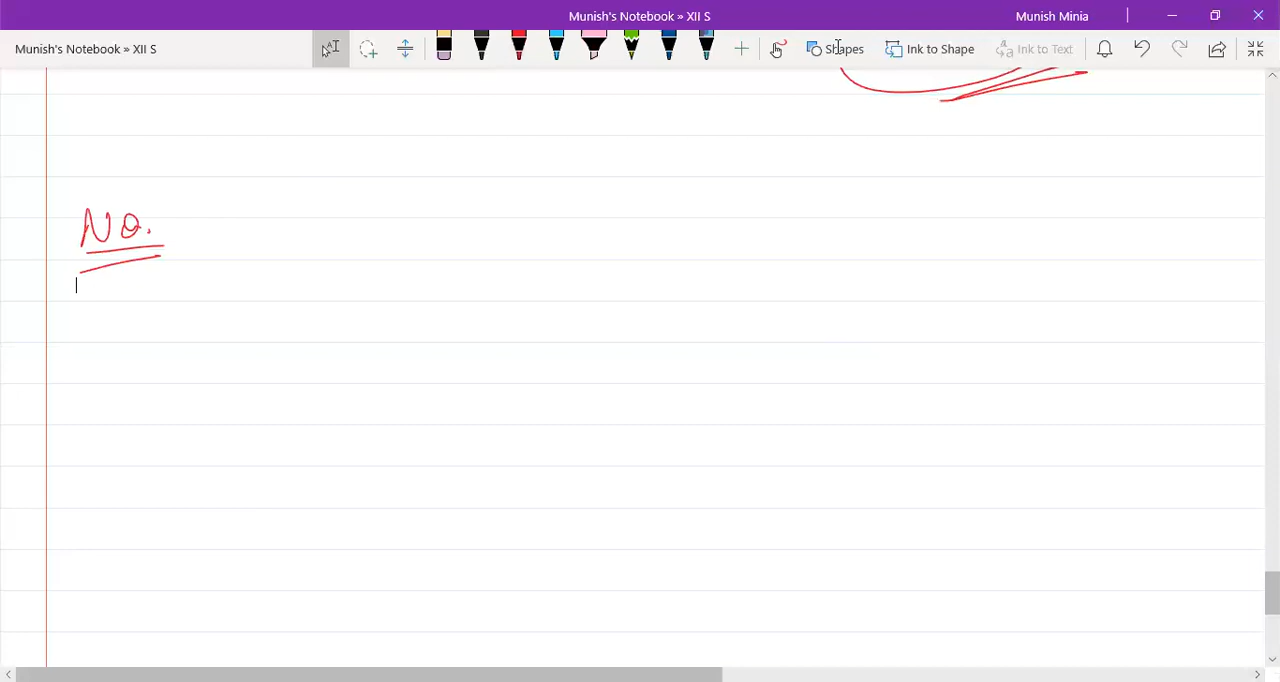 Munish's Notebook » XII S
Munish Minia
Munish's Notebook » XII S
Shapes
Ink to Shape
Ink to Text
NO.